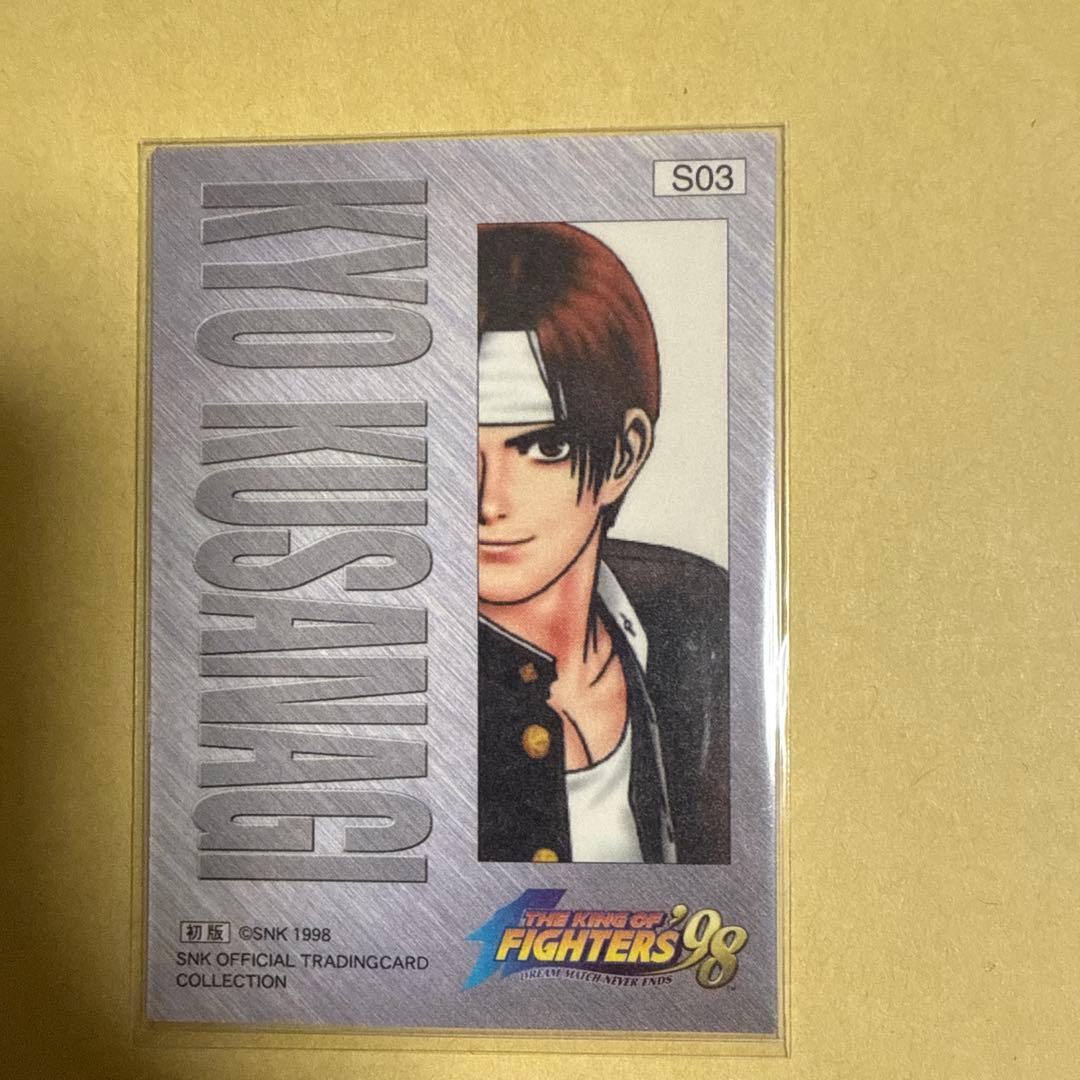 S03
KYO KUSANAGI
初版 ©SNK 1998
SNK OFFICIAL TRADINGCARD
COLLECTION
THE KING OF
FIGHTERS '98
DREAM MATCH NEVER ENDS